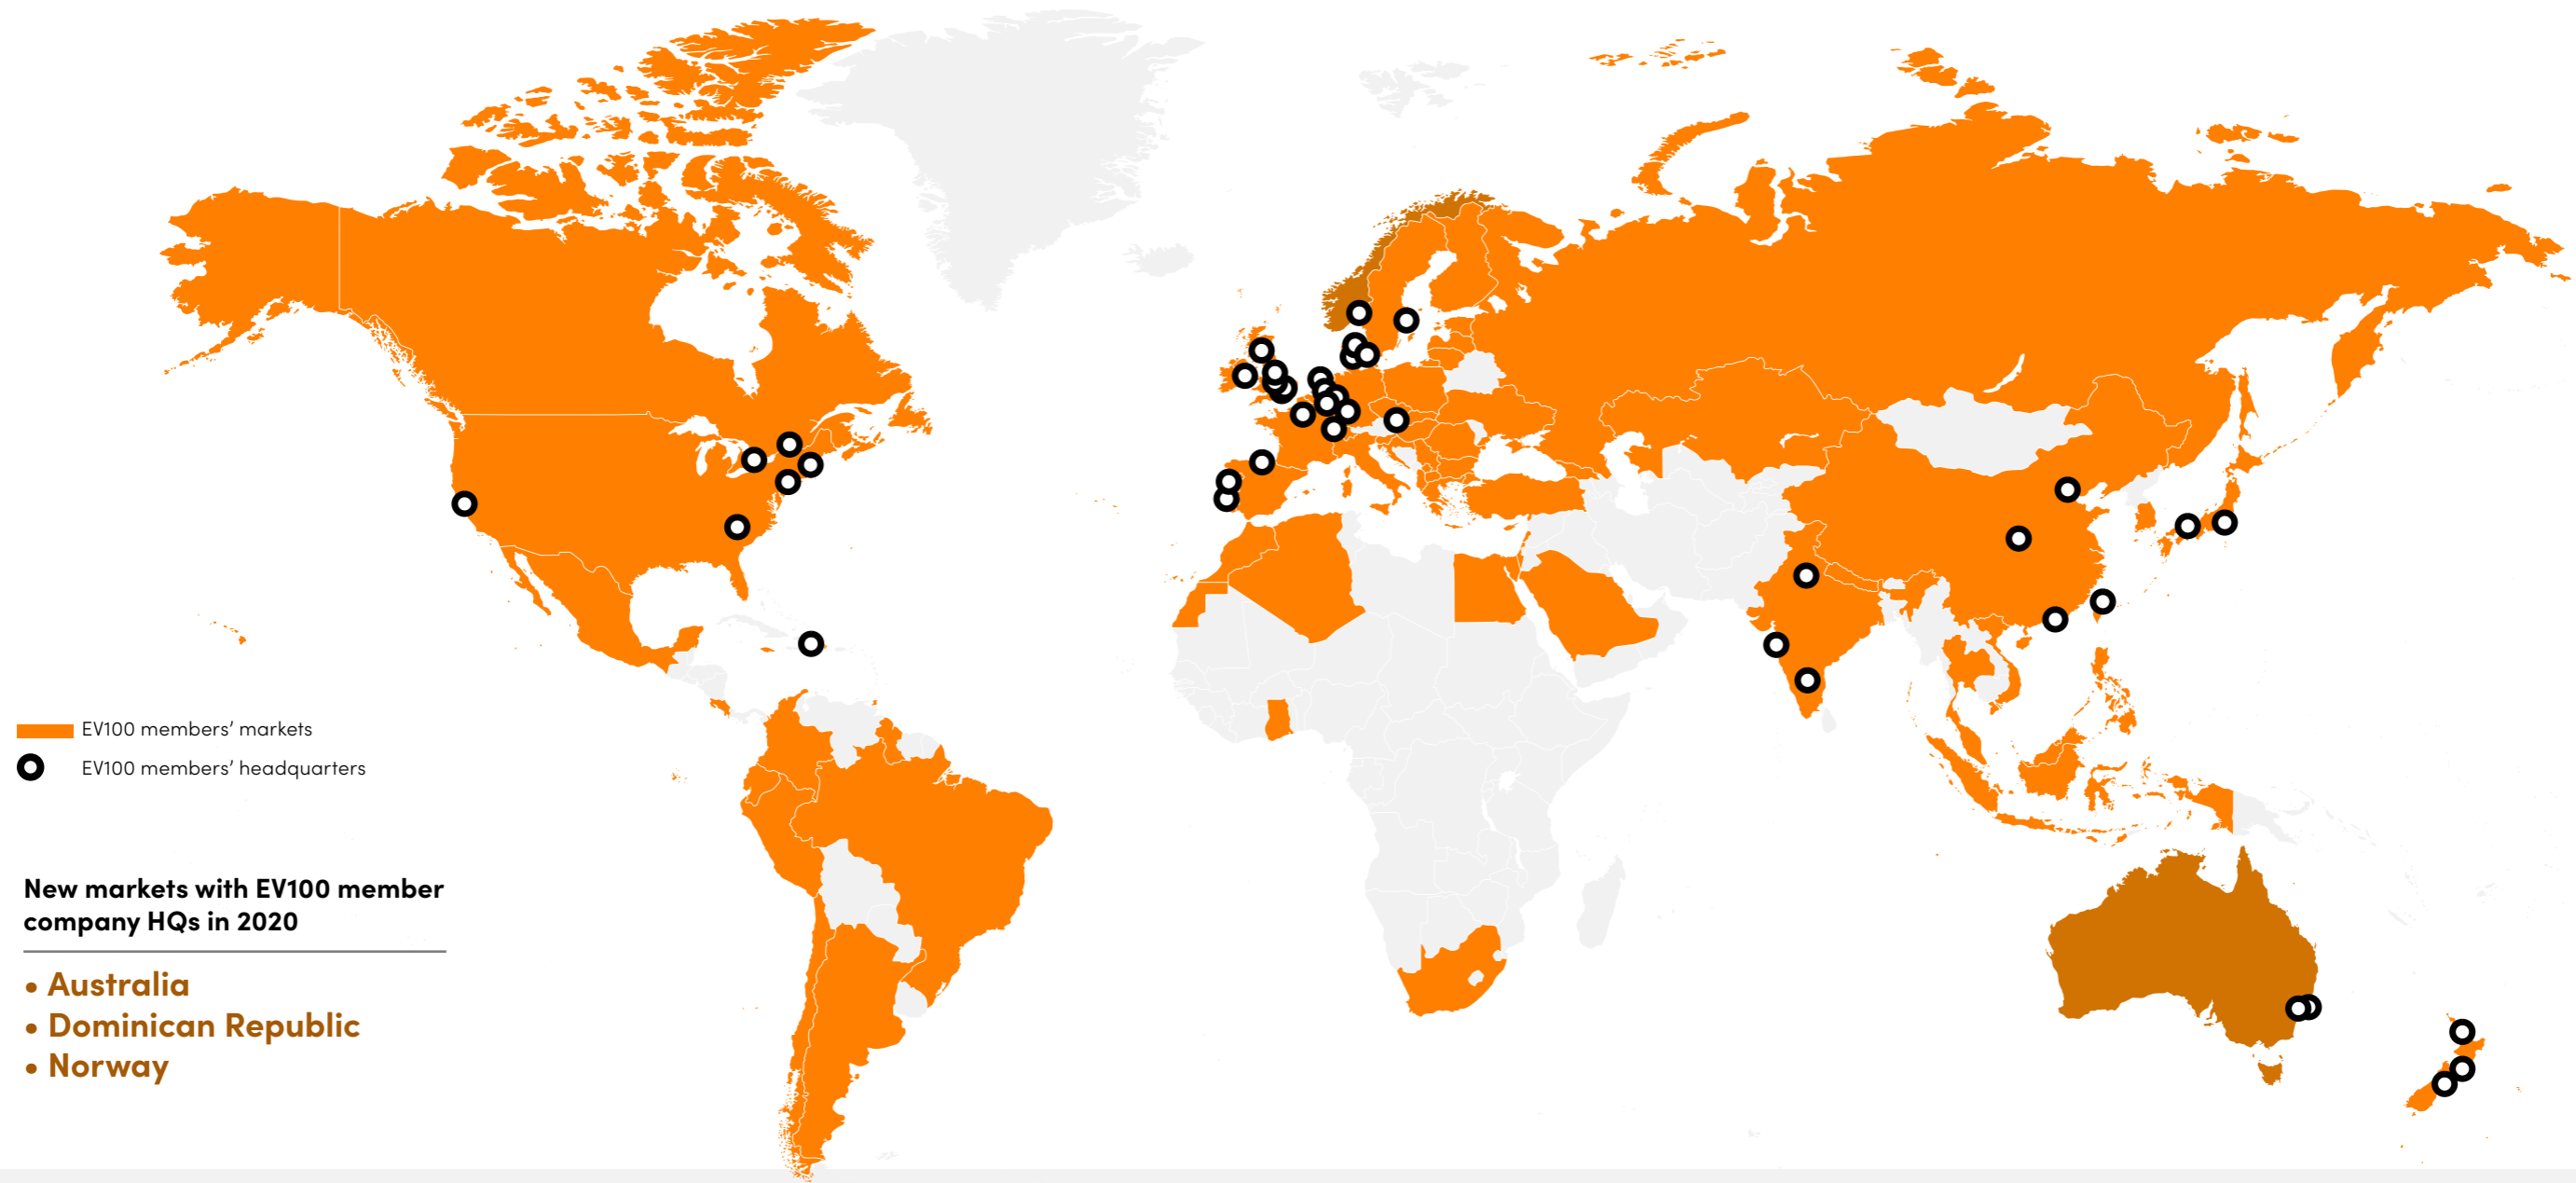 EV100 members’ markets
EV100 members’ headquarters
New markets with EV100 member
company HQs in 2020
• Australia
• Dominican Republic
• Norway